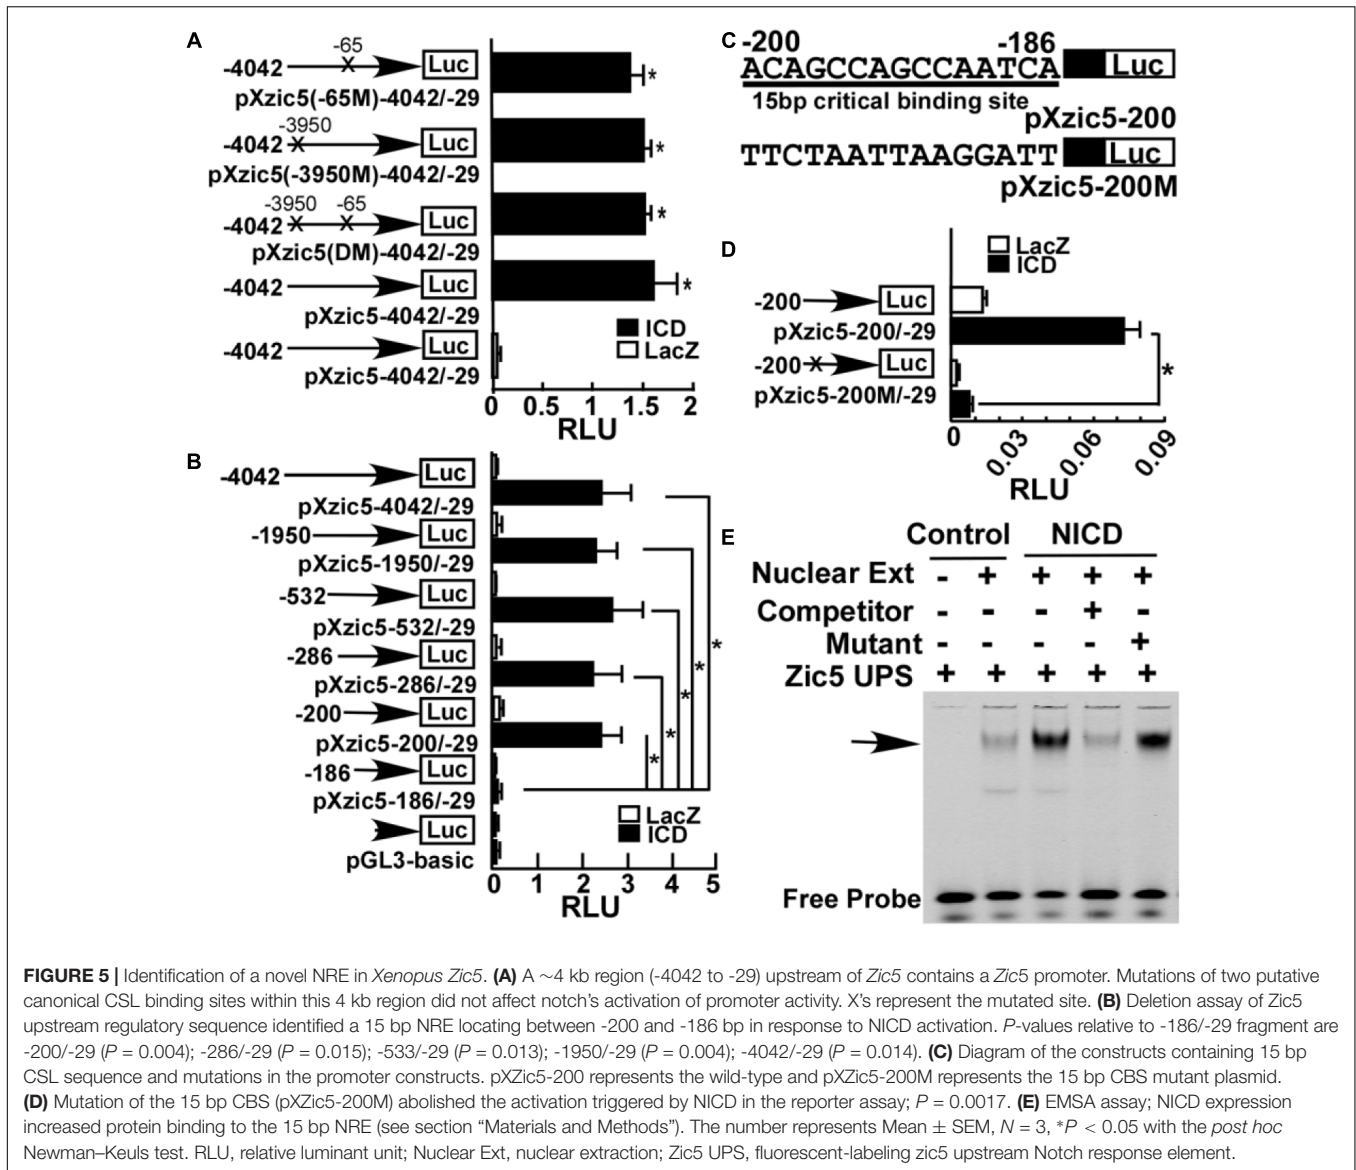 A
-65
-4042 X Luc
pXzic5(-65M)-4042/-29
-3950
-4042 X Luc
pXzic5(-3950M)-4042/-29
-3950 -65
-4042 X X Luc
pXzic5(DM)-4042/-29
-4042 Luc
pXzic5-4042/-29
-4042 Luc
pXzic5-4042/-29
*
*
*
*
ICD
LacZ
0 0.5 1 1.5 2
RLU
B
-4042 Luc
pXzic5-4042/-29
-1950 Luc
pXzic5-1950/-29
-532 Luc
pXzic5-532/-29
-286 Luc
pXzic5-286/-29
-200 Luc
pXzic5-200/-29
-186 Luc
pXzic5-186/-29
Luc
pGL3-basic
* * * * *
LacZ
ICD
0 1 2 3 4 5
RLU
C
-200 -186
ACAGCCAGCCAATCA Luc
15bp critical binding site
pXzic5-200
TTCTAATTAAGGATT Luc
pXzic5-200M
D
LacZ
ICD
-200 Luc
pXzic5-200/-29
-200 X Luc
pXzic5-200M/-29
*
0 0.03 0.06 0.09
RLU
E
Control NICD
Nuclear Ext - + + + +
Competitor - - - + -
Mutant - - - - +
Zic5 UPS + + + + +
Free Probe
FIGURE 5 | Identification of a novel NRE in Xenopus Zic5. (A) A ∼4 kb region (-4042 to -29) upstream of Zic5 contains a Zic5 promoter. Mutations of two putative
canonical CSL binding sites within this 4 kb region did not affect notch's activation of promoter activity. X's represent the mutated site. (B) Deletion assay of Zic5
upstream regulatory sequence identified a 15 bp NRE locating between -200 and -186 bp in response to NICD activation. P-values relative to -186/-29 fragment are
-200/-29 (P = 0.004); -286/-29 (P = 0.015); -533/-29 (P = 0.013); -1950/-29 (P = 0.004); -4042/-29 (P = 0.014). (C) Diagram of the constructs containing 15 bp
CSL sequence and mutations in the promoter constructs. pXZic5-200 represents the wild-type and pXZic5-200M represents the 15 bp CBS mutant plasmid.
(D) Mutation of the 15 bp CBS (pXZic5-200M) abolished the activation triggered by NICD in the reporter assay; P = 0.0017. (E) EMSA assay; NICD expression
increased protein binding to the 15 bp NRE (see section “Materials and Methods”). The number represents Mean ± SEM, N = 3, *P < 0.05 with the post hoc
Newman–Keuls test. RLU, relative luminant unit; Nuclear Ext, nuclear extraction; Zic5 UPS, fluorescent-labeling zic5 upstream Notch response element.